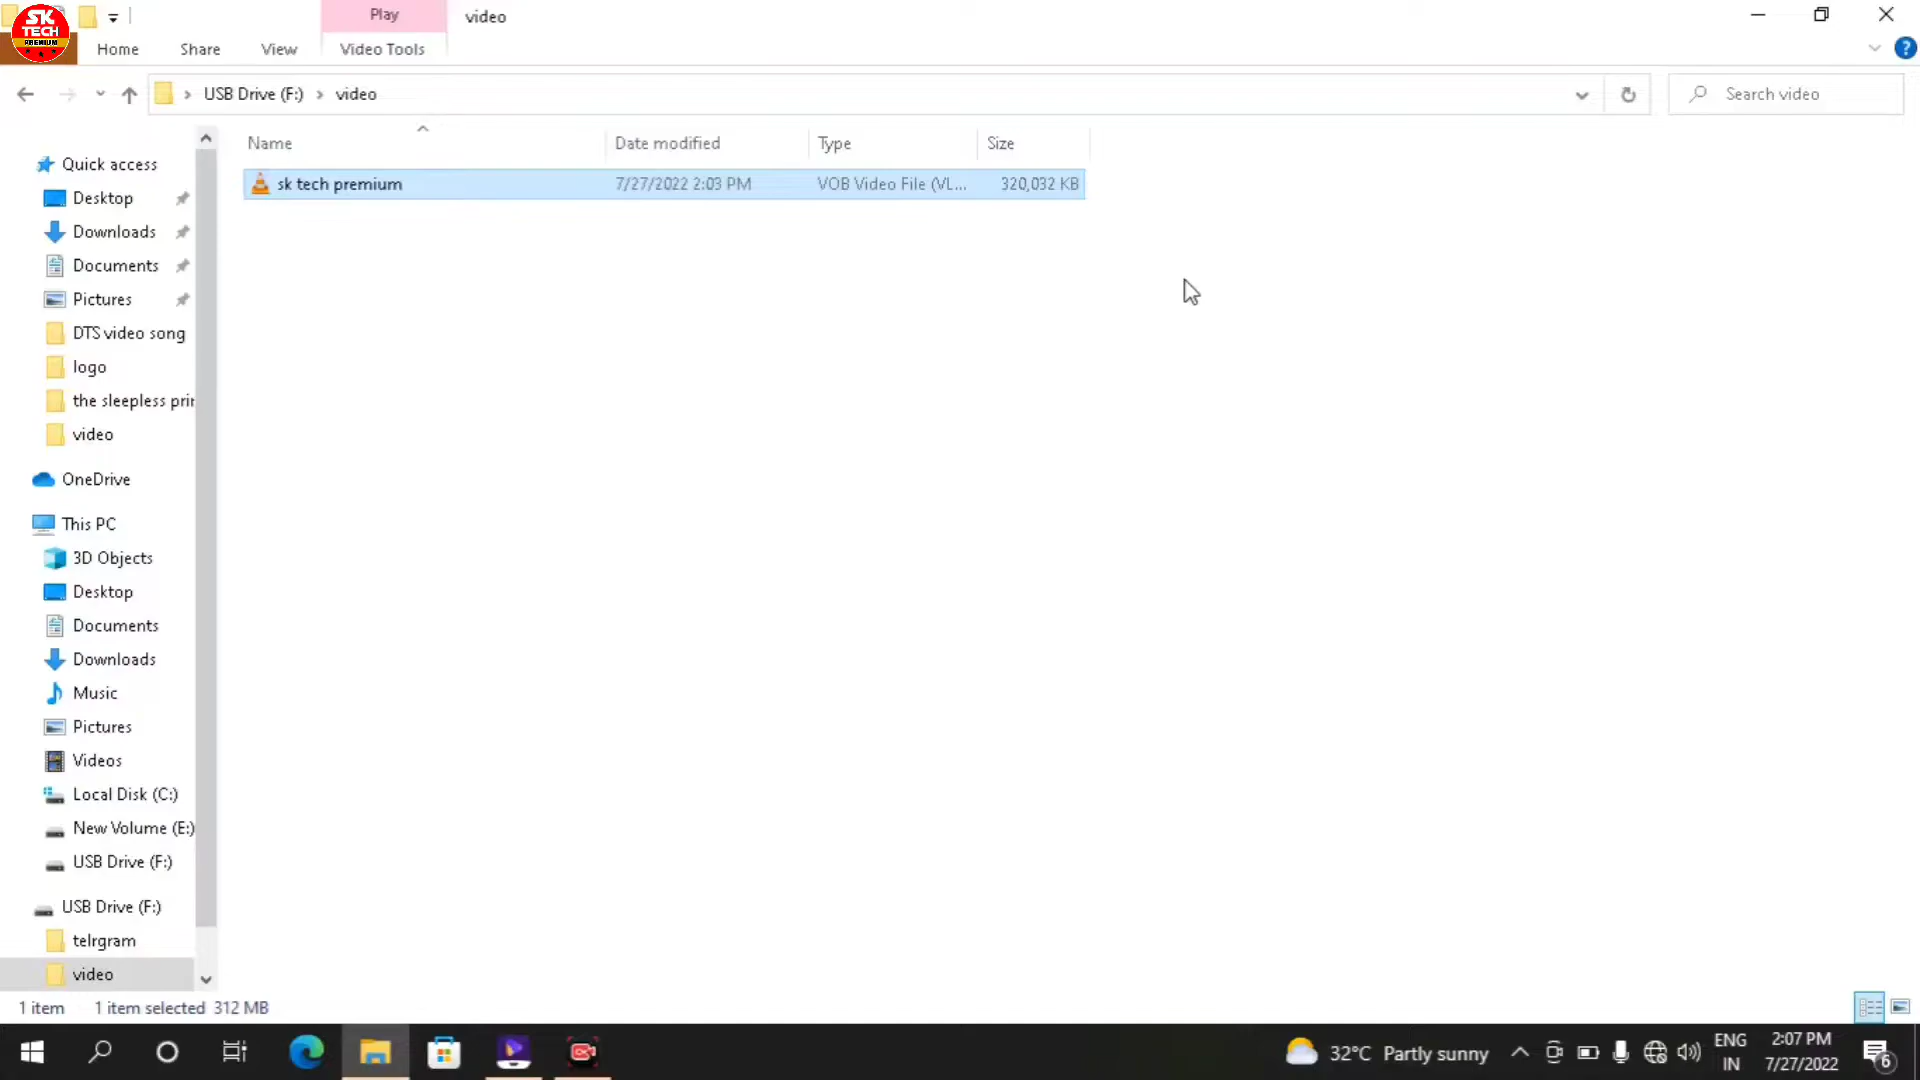 SK
TECH
PREMIUM
Play
video
Home
Share
View
Video Tools
USB Drive (F:)
video
Search video
Name
Date modified
Type
Size
sk tech premium
7/27/2022 2:03 PM
VOB Video File (VL...
320,032 KB
Quick access
Desktop
Downloads
Documents
Pictures
DTS video song
logo
the sleepless prin
video
OneDrive
This PC
3D Objects
Desktop
Documents
Downloads
Music
Pictures
Videos
Local Disk (C:)
New Volume (E:)
USB Drive (F:)
USB Drive (F:)
telrgram
video
1 item
1 item selected 312 MB
32°C Partly sunny
ENG
IN
2:07 PM
7/27/2022
6